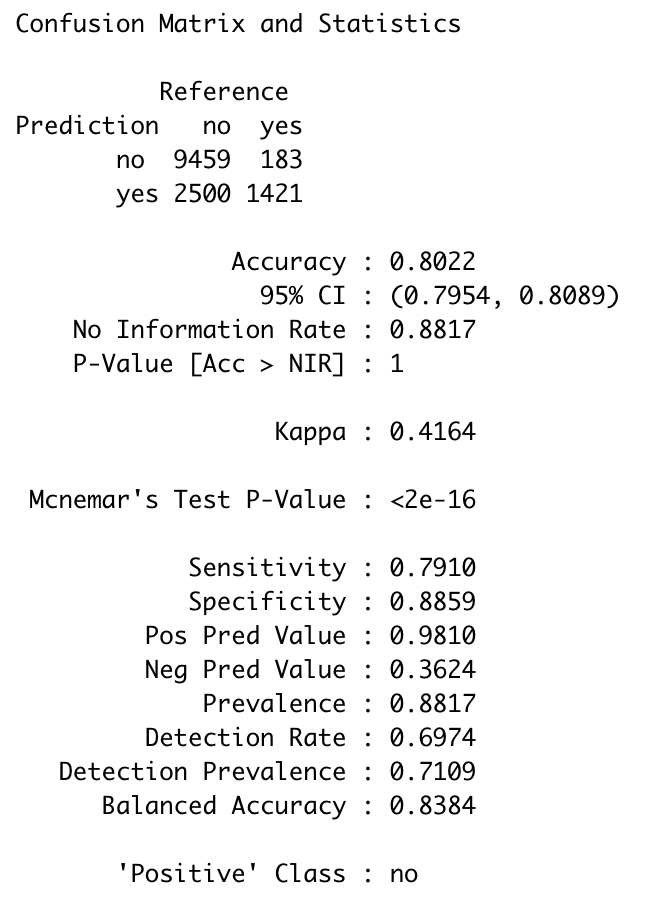 Confusion Matrix and Statistics
Reference
Prediction no yes
no 9459 183
yes 2500 1421
Accuracy : 0.8022
95% CI : (0.7954, 0.8089)
No Information Rate : 0.8817
P-Value [Acc > NIR] : 1
Kappa : 0.4164
Mcnemar's Test P-Value : <2e-16
Sensitivity : 0.7910
Specificity : 0.8859
Pos Pred Value : 0.9810
Neg Pred Value : 0.3624
Prevalence : 0.8817
Detection Rate : 0.6974
Detection Prevalence : 0.7109
Balanced Accuracy : 0.8384
'Positive' Class : no